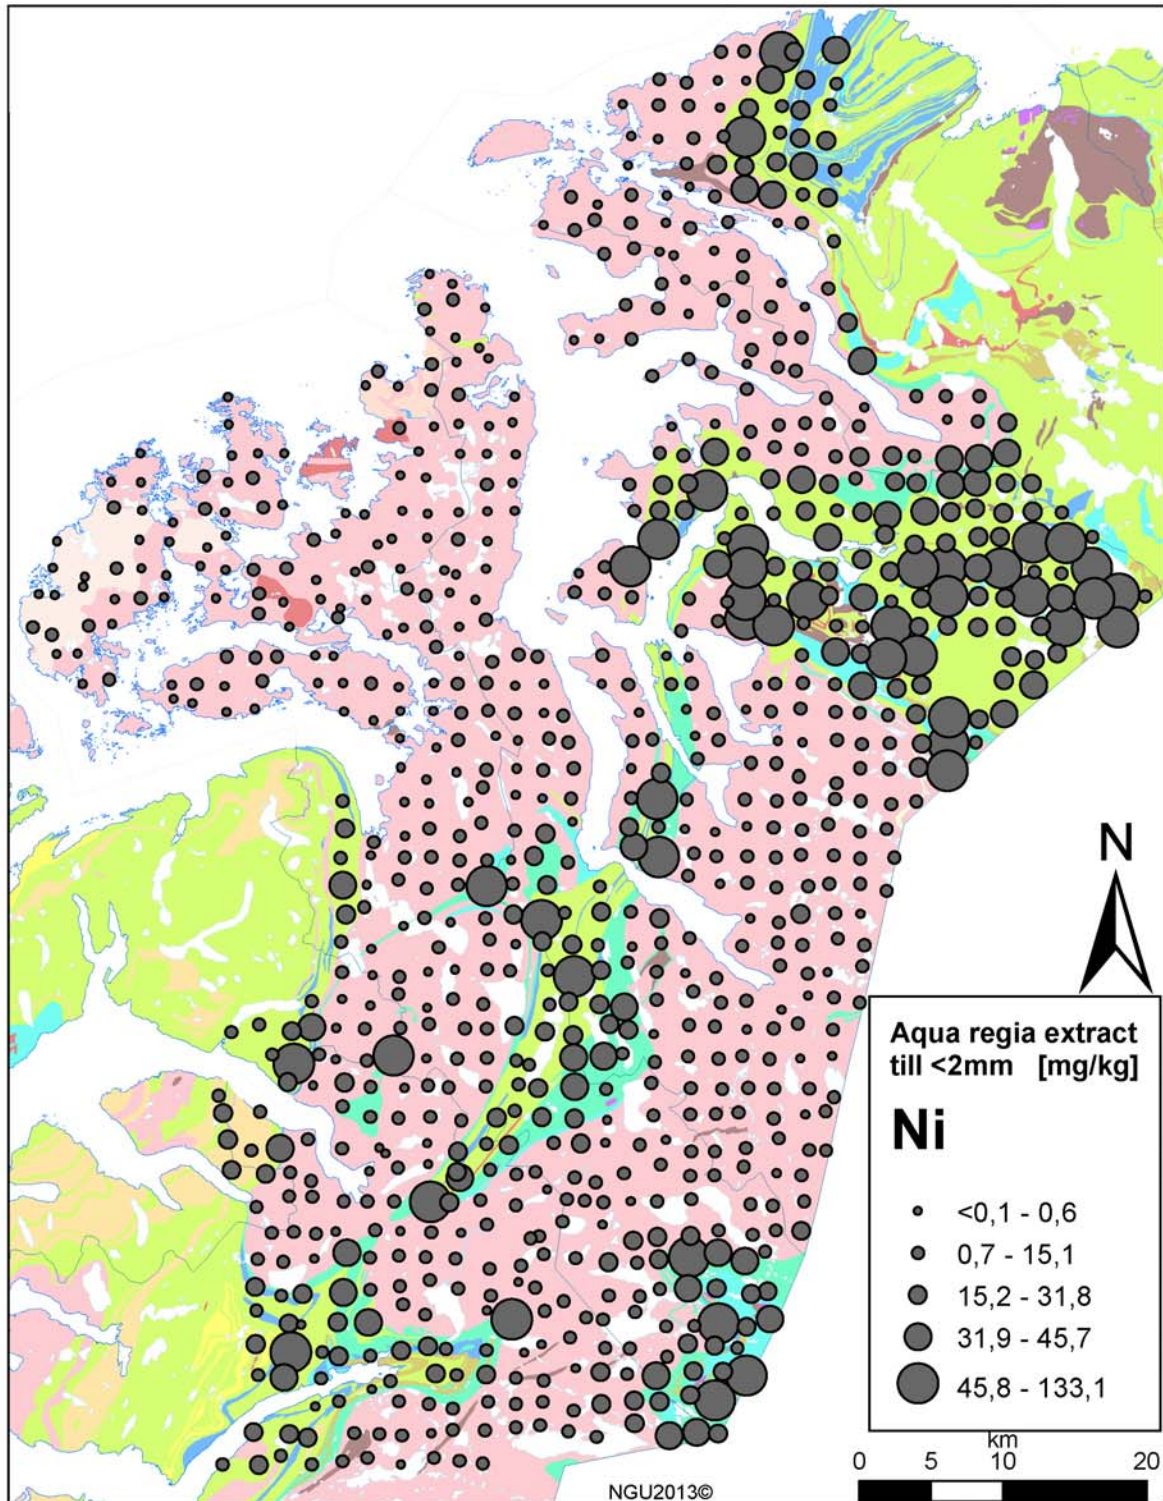 N
Aqua regia extract
till <2mm [mg/kg]
Ni
<0,1 - 0,6
0,7 - 15,1
15,2 - 31,8
31,9 - 45,7
45,8 - 133,1
km
0 5 10 20
NGU2013©